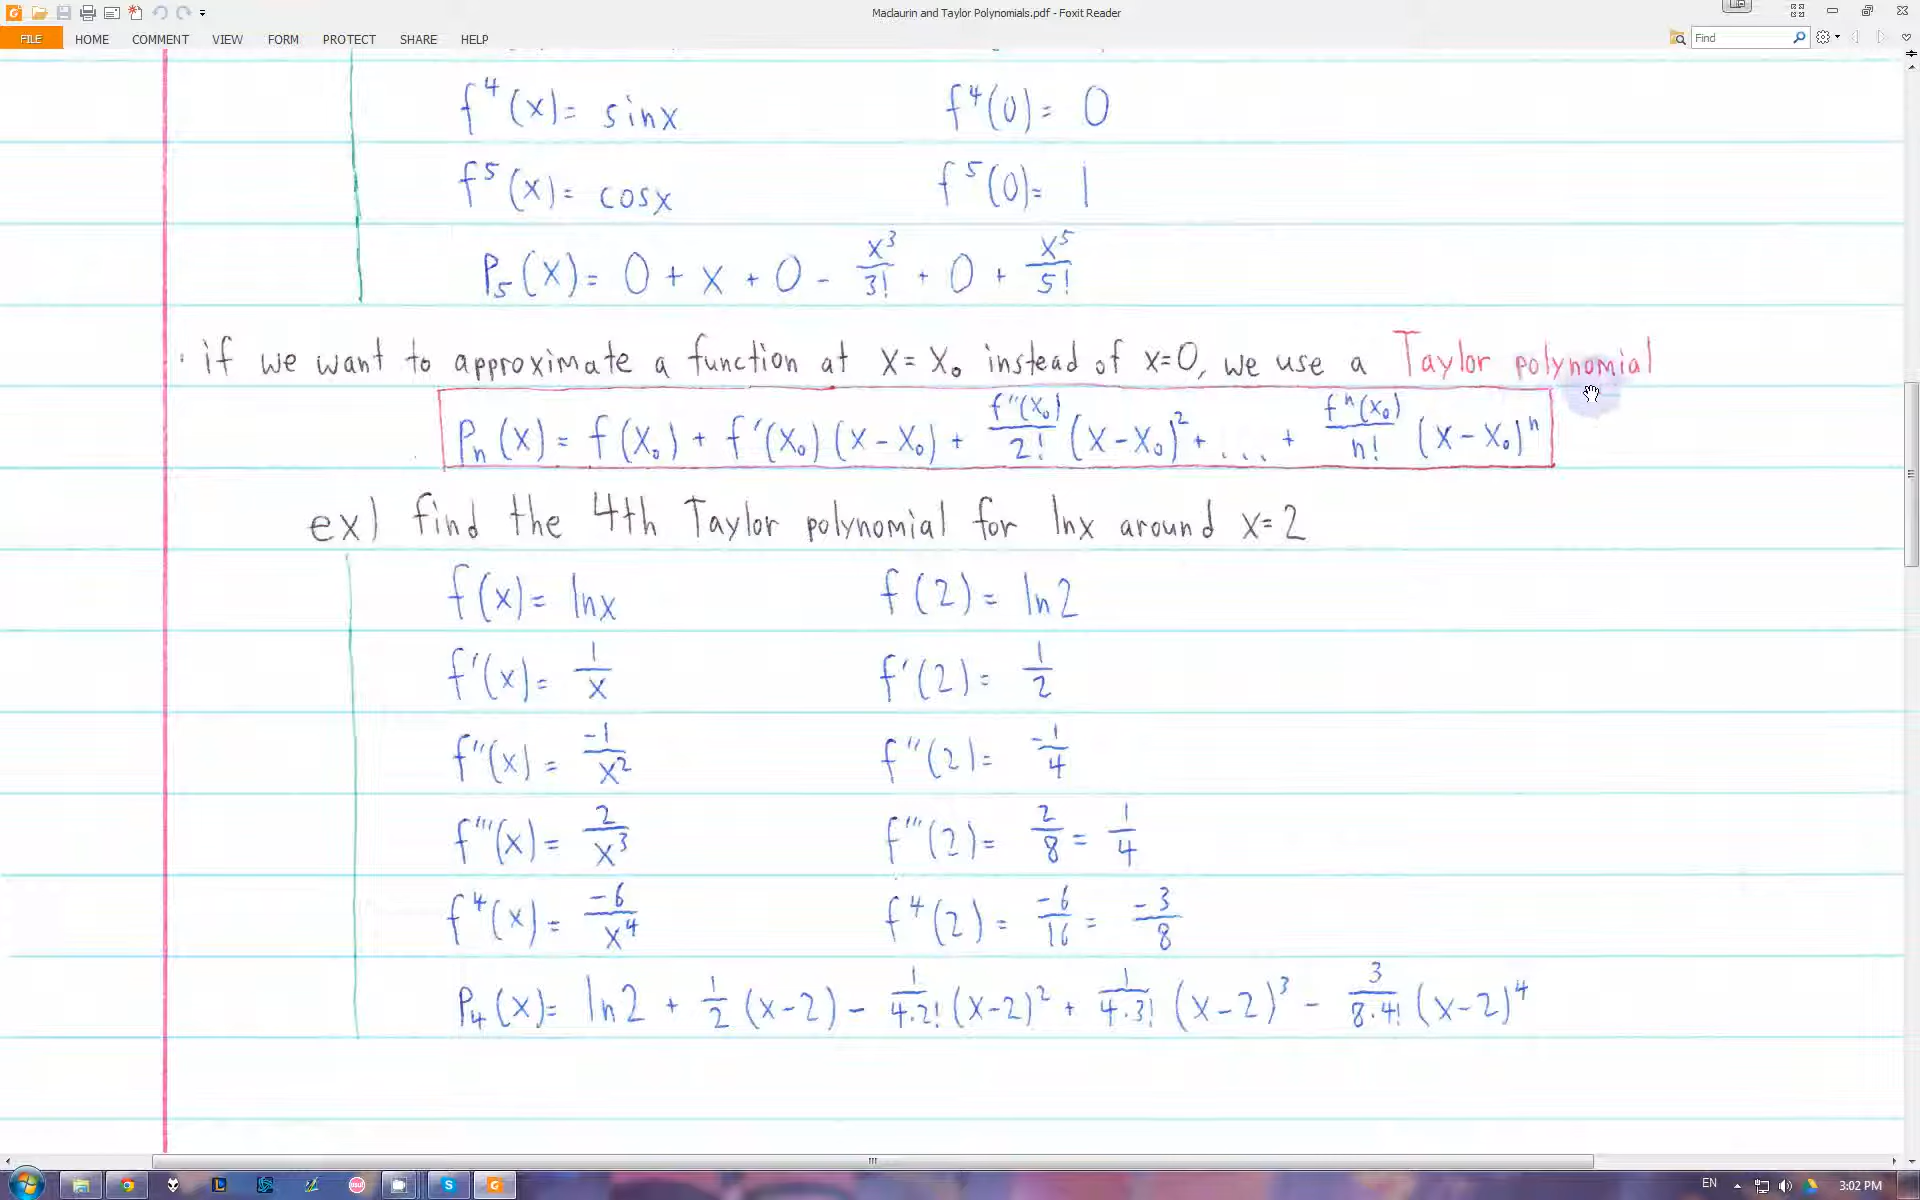 Maclaurin and Taylor Polynomials.pdf - Foxit Reader
FILE HOME COMMENT VIEW FORM PROTECT SHARE HELP Find
f⁴(x) = sinx f⁴(0) = 0
f⁵(x) = cosx f⁵(0) = 1
P₅(x) = 0 + x + 0 - x³/3! + 0 + x⁵/5!
· if we want to approximate a function at x = x₀ instead of x=0, we use a Taylor polynomial
Pₙ(x) = f(x₀) + f'(x₀)(x-x₀) + f''(x₀)/2! (x-x₀)² + ... + fⁿ(x₀)/n! (x-x₀)ⁿ
ex) find the 4th Taylor polynomial for lnx around x=2
f(x) = lnx f(2) = ln2
f'(x) = 1/x f'(2) = 1/2
f''(x) = -1/x² f''(2) = -1/4
f'''(x) = 2/x³ f'''(2) = 2/8 = 1/4
f⁴(x) = -6/x⁴ f⁴(2) = -6/16 = -3/8
P₄(x) = ln2 + 1/2 (x-2) - 1/4·2! (x-2)² + 1/4·3! (x-2)³ - 3/8·4! (x-2)⁴
EN 3:02 PM